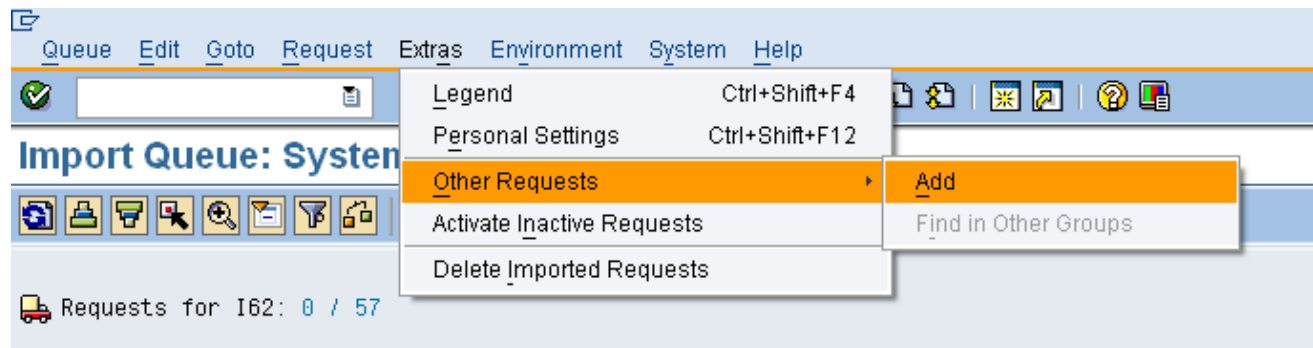 Queue Edit Goto Request Extras Environment System Help
Legend Ctrl+Shift+F4
Personal Settings Ctrl+Shift+F12
Import Queue: System
Other Requests Add
Activate Inactive Requests Find in Other Groups
Delete Imported Requests
Requests for I62: 0 / 57